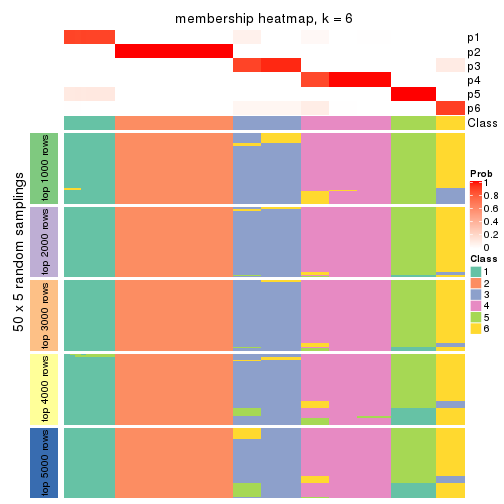 membership heatmap, k = 6
p1
p2
p3
p4
p5
p6
Class
50 x 5 random samplings
top 1000 rows
top 2000 rows
top 3000 rows
top 4000 rows
top 5000 rows
Prob
1
0.8
0.6
0.4
0.2
0
Class
1
2
3
4
5
6